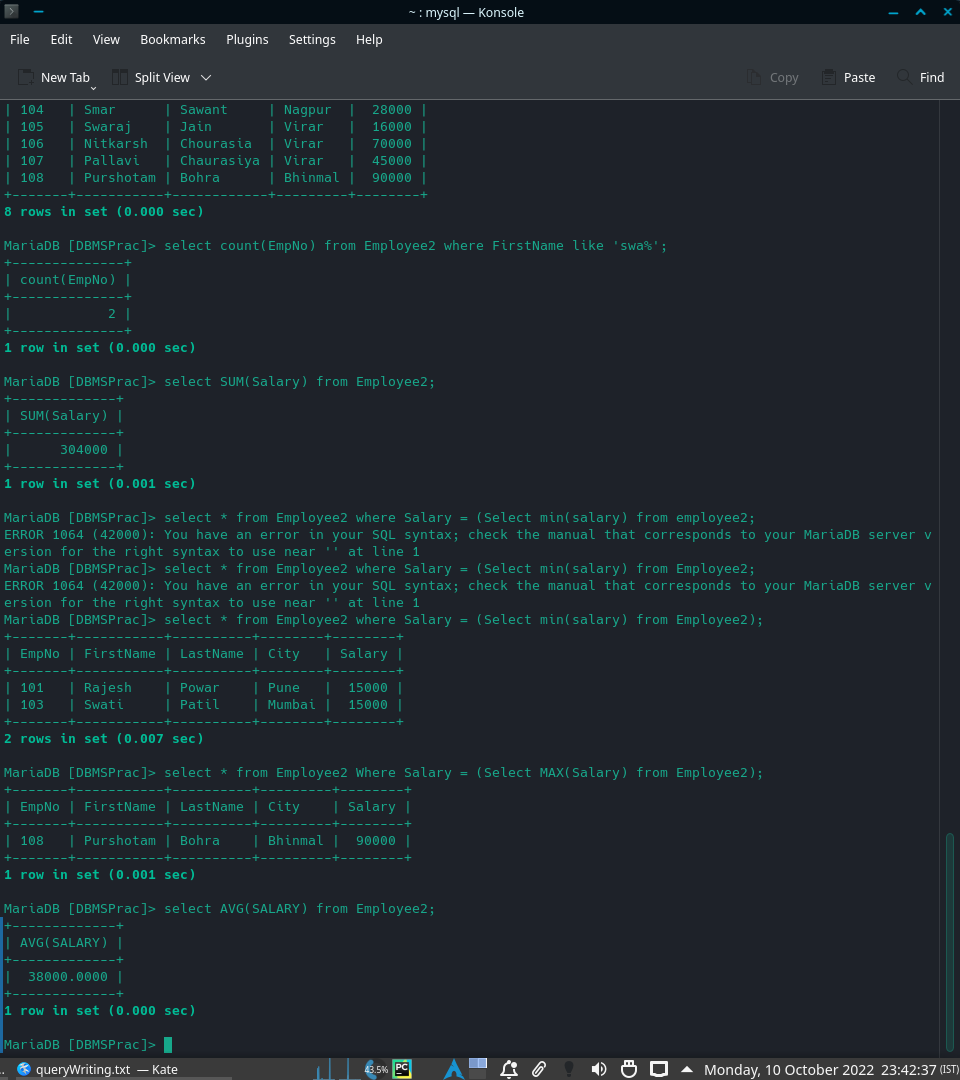 ~ : mysql — Konsole
File Edit View Bookmarks Plugins Settings Help
New Tab Split View Copy Paste Find
| 104   | Smar      | Sawant     | Nagpur  |  28000 |
| 105   | Swaraj    | Jain       | Virar   |  16000 |
| 106   | Nitkarsh  | Chourasia  | Virar   |  70000 |
| 107   | Pallavi   | Chaurasiya | Virar   |  45000 |
| 108   | Purshotam | Bohra      | Bhinmal |  90000 |
+-------+-----------+------------+---------+--------+
8 rows in set (0.000 sec)
MariaDB [DBMSPrac]> select count(EmpNo) from Employee2 where FirstName like 'swa%';
+--------------+
| count(EmpNo) |
+--------------+
|            2 |
+--------------+
1 row in set (0.000 sec)
MariaDB [DBMSPrac]> select SUM(Salary) from Employee2;
+-------------+
| SUM(Salary) |
+-------------+
|      304000 |
+-------------+
1 row in set (0.001 sec)
MariaDB [DBMSPrac]> select * from Employee2 where Salary = (Select min(salary) from employee2;
ERROR 1064 (42000): You have an error in your SQL syntax; check the manual that corresponds to your MariaDB server v
ersion for the right syntax to use near '' at line 1
MariaDB [DBMSPrac]> select * from Employee2 where Salary = (Select min(salary) from Employee2;
ERROR 1064 (42000): You have an error in your SQL syntax; check the manual that corresponds to your MariaDB server v
ersion for the right syntax to use near '' at line 1
MariaDB [DBMSPrac]> select * from Employee2 where Salary = (Select min(salary) from Employee2);
+-------+-----------+----------+--------+--------+
| EmpNo | FirstName | LastName | City   | Salary |
+-------+-----------+----------+--------+--------+
| 101   | Rajesh    | Powar    | Pune   |  15000 |
| 103   | Swati     | Patil    | Mumbai |  15000 |
+-------+-----------+----------+--------+--------+
2 rows in set (0.007 sec)
MariaDB [DBMSPrac]> select * from Employee2 Where Salary = (Select MAX(Salary) from Employee2);
+-------+-----------+----------+---------+--------+
| EmpNo | FirstName | LastName | City    | Salary |
+-------+-----------+----------+---------+--------+
| 108   | Purshotam | Bohra    | Bhinmal |  90000 |
+-------+-----------+----------+---------+--------+
1 row in set (0.001 sec)
MariaDB [DBMSPrac]> select AVG(SALARY) from Employee2;
+-------------+
| AVG(SALARY) |
+-------------+
|  38000.0000 |
+-------------+
1 row in set (0.000 sec)
MariaDB [DBMSPrac]>
.. queryWriting.txt — Kate 43.5% PC Monday, 10 October 2022 23:42:37 (IST)